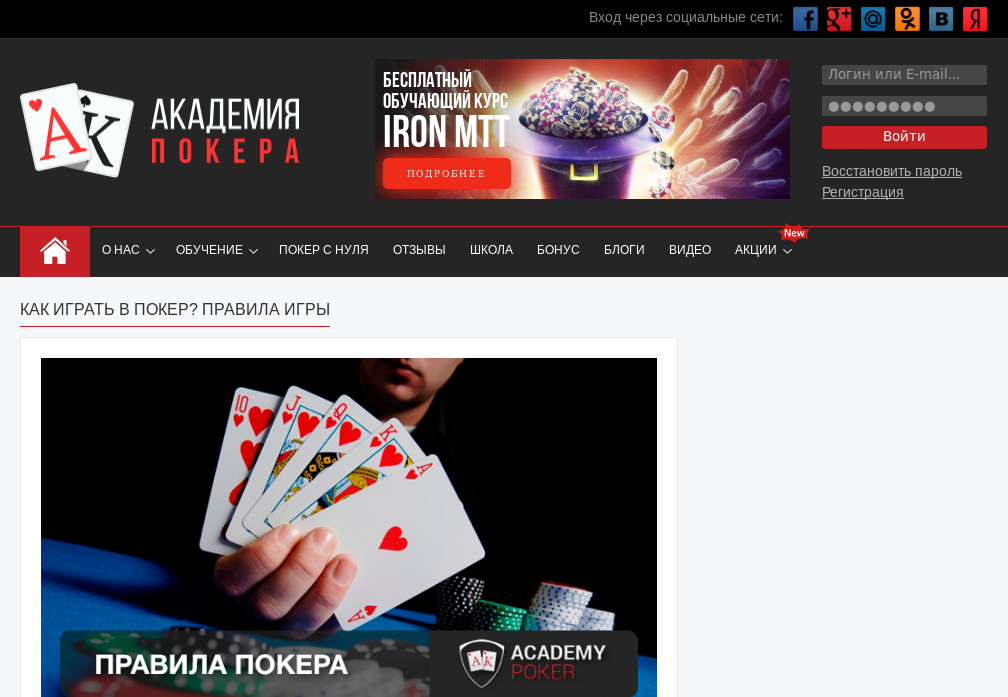 Вход через социальные сети:
АКАДЕМИЯ
ПОКЕРА
БЕСПЛАТНЫЙ
ОБУЧАЮЩИЙ КУРС
IRON MTT
ПОДРОБНЕЕ
Логин или E-mail...
Войти
Восстановить пароль
Регистрация
О НАС
ОБУЧЕНИЕ
ПОКЕР С НУЛЯ
ОТЗЫВЫ
ШКОЛА
БОНУС
БЛОГИ
ВИДЕО
АКЦИИ
New
КАК ИГРАТЬ В ПОКЕР? ПРАВИЛА ИГРЫ
10
J
Q
K
A
A
ПРАВИЛА ПОКЕРА
AK
ACADEMY
POKER